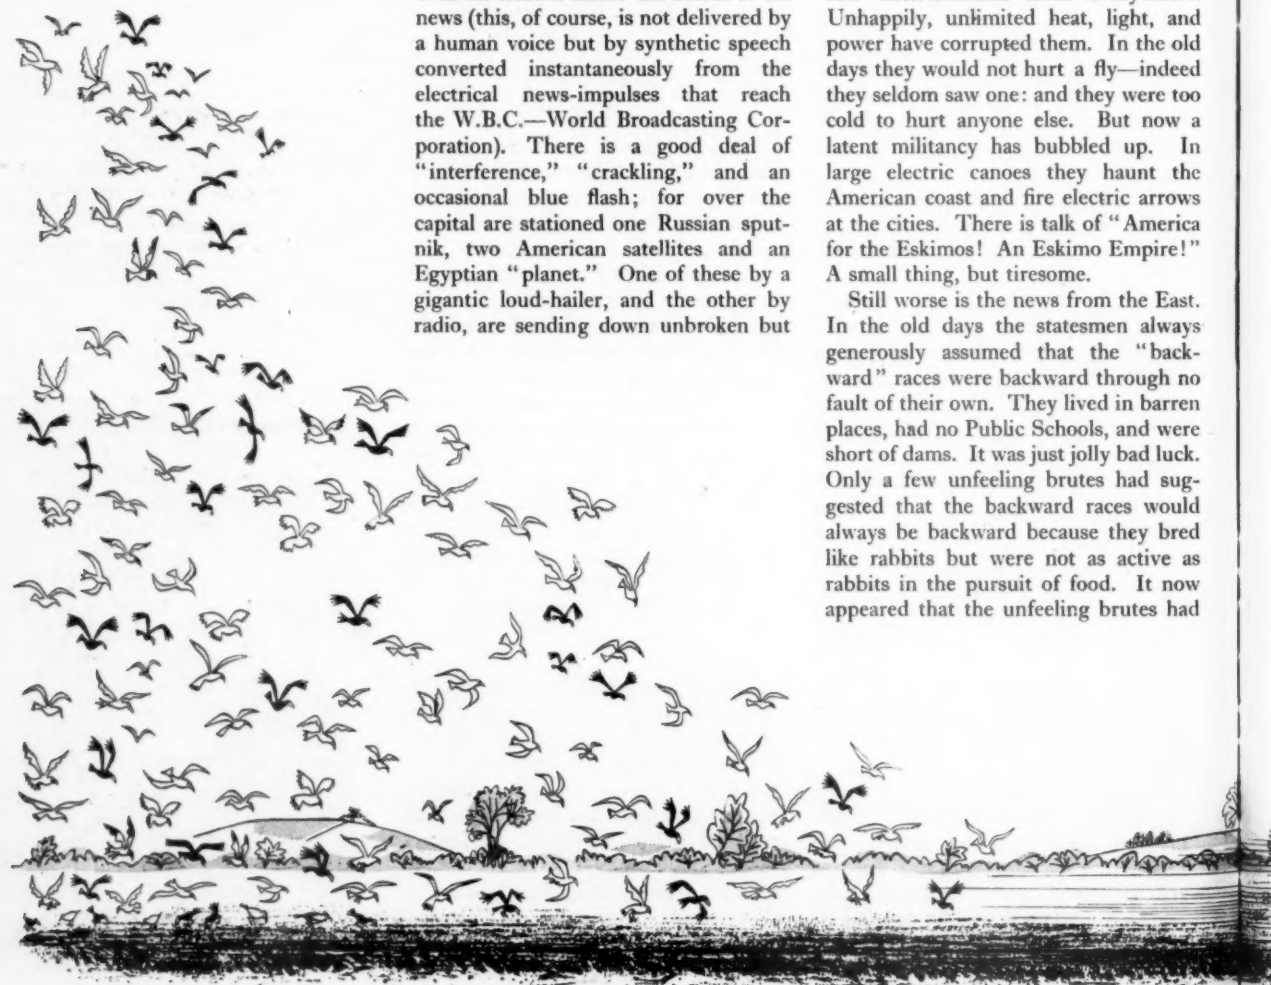 news (this, of course, is not delivered by
a human voice but by synthetic speech
converted instantaneously from the
electrical news-impulses that reach
the W.B.C.—World Broadcasting Cor-
poration). There is a good deal of
"interference," "crackling," and an
occasional blue flash; for over the
capital are stationed one Russian sput-
nik, two American satellites and an
Egyptian "planet." One of these by a
gigantic loud-hailer, and the other by
radio, are sending down unbroken but
Unhappily, unlimited heat, light, and
power have corrupted them. In the old
days they would not hurt a fly—indeed
they seldom saw one: and they were too
cold to hurt anyone else. But now a
latent militancy has bubbled up. In
large electric canoes they haunt the
American coast and fire electric arrows
at the cities. There is talk of "America
for the Eskimos! An Eskimo Empire!"
A small thing, but tiresome.
Still worse is the news from the East.
In the old days the statesmen always
generously assumed that the "back-
ward" races were backward through no
fault of their own. They lived in barren
places, had no Public Schools, and were
short of dams. It was just jolly bad luck.
Only a few unfeeling brutes had sug-
gested that the backward races would
always be backward because they bred
like rabbits but were not as active as
rabbits in the pursuit of food. It now
appeared that the unfeeling brutes had